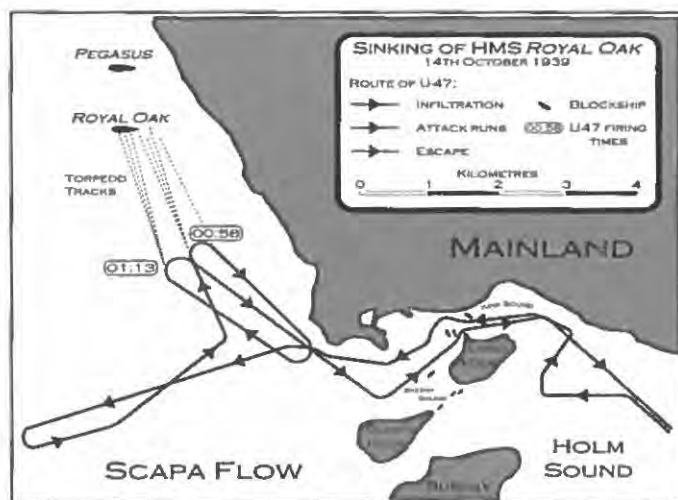 PEGASUS
ROYAL OAK
TORPEDO
TRACKS
00:58
01:13
SINKING OF HMS ROYAL OAK
14TH OCTOBER 1939
ROUTE OF U-47:
INFILTRATION
BLOCKSHIP
ATTACK RUNS
00:58
U47 FIRING
TIMES
ESCAPE
KILOMETRES
0 1 2 3 4
MAINLAND
KIRK SOUND
SOUND
SCAPA FLOW
HOLM
SOUND
BURRAY